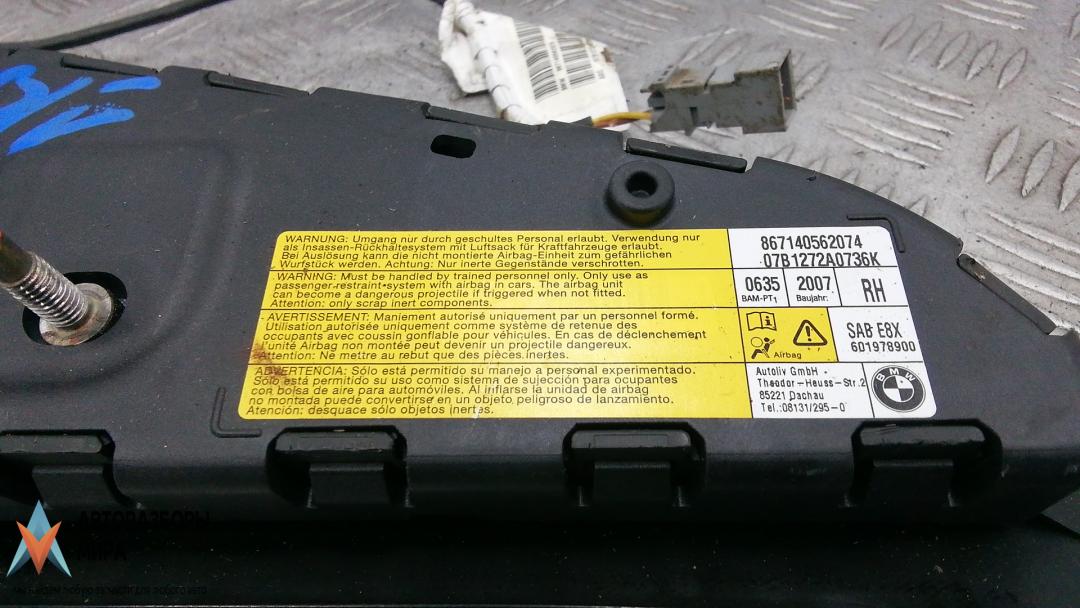 WARNUNG: Umgang nur durch geschultes Personal erlaubt. Verwendung nur
als Insassen-Rückhaltesystem mit Luftsack für Kraftfahrzeuge erlaubt.
Bei Auslösung kann die nicht montierte Airbag-Einheit zum gefährlichen
Wurfstück werden. Achtung: Nur inerte Gegenstände verschrotten.
WARNING: Must be handled by trained personnel only. Only use as
passenger-restraint-system with airbag in cars. The airbag unit
can become a dangerous projectile if triggered when not fitted.
Attention: only scrap inert components.
AVERTISSEMENT: Maniement autorisé uniquement par un personnel formé.
Utilisation autorisée uniquement comme système de retenue des
occupants avec coussin gonflable pour véhicules. En cas de déclenchement
l'unité Airbag non montée peut devenir un projectile dangereux.
Attention: Ne mettre au rebut que des pièces inertes.
ADVERTENCIA: Sólo está permitido su manejo a personal experimentado.
Sólo está permitido su uso como sistema de sujección para ocupantes
con bolsa de aire para automóviles. Al inflarse la unidad de airbag
no montada puede convertirse en un objeto peligroso de lanzamiento.
Atención: desquace sólo objetos inertes.
867140562074
07B1272A0736K
0635 2007 RH
BAM-PT1 Baujahr:
Airbag
SAB E8X
601978900
Autoliv GmbH
Theodor-Heuss-Str.2
85221 Dachau
Tel.:08131/295-0
BMW
АВТОРАЗБОРЫ
МИРА